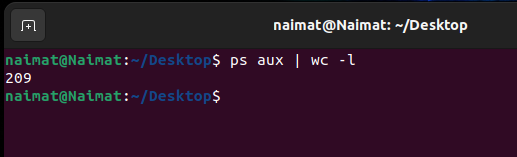 naimat@Naimat: ~/Desktop
naimat@Naimat:~/Desktop$ ps aux | wc -l
209
naimat@Naimat:~/Desktop$